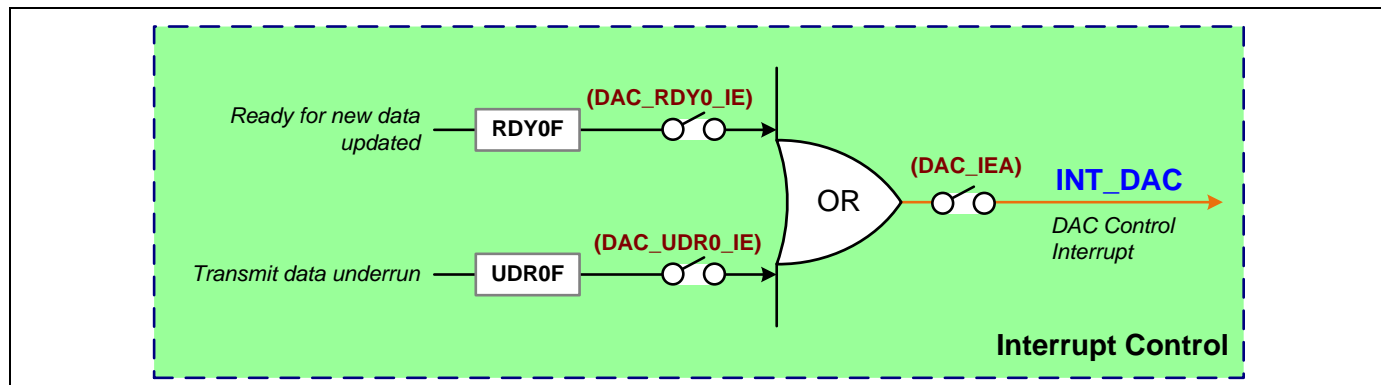 Ready for new data
updated
RDY0F
(DAC_RDY0_IE)
Transmit data underrun
UDR0F
(DAC_UDR0_IE)
OR
(DAC_IEA)
INT_DAC
DAC Control
Interrupt
Interrupt Control